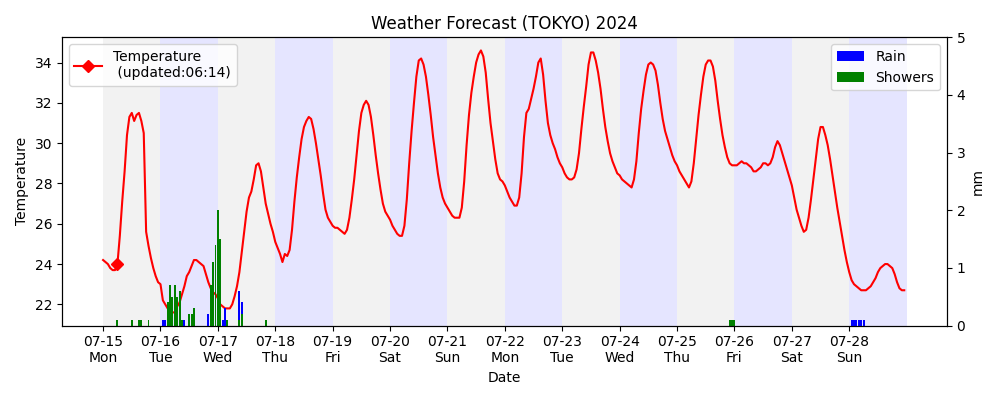 Weather Forecast (TOKYO) 2024
Temperature
(updated:06:14)
Rain
Showers
Temperature
34
32
30
28
26
24
22
5
4
3
2
1
0
mm
07-15 07-16 07-17 07-18 07-19 07-20 07-21 07-22 07-23 07-24 07-25 07-26 07-27 07-28
Mon Tue Wed Thu Fri Sat Sun Mon Tue Wed Thu Fri Sat Sun
Date